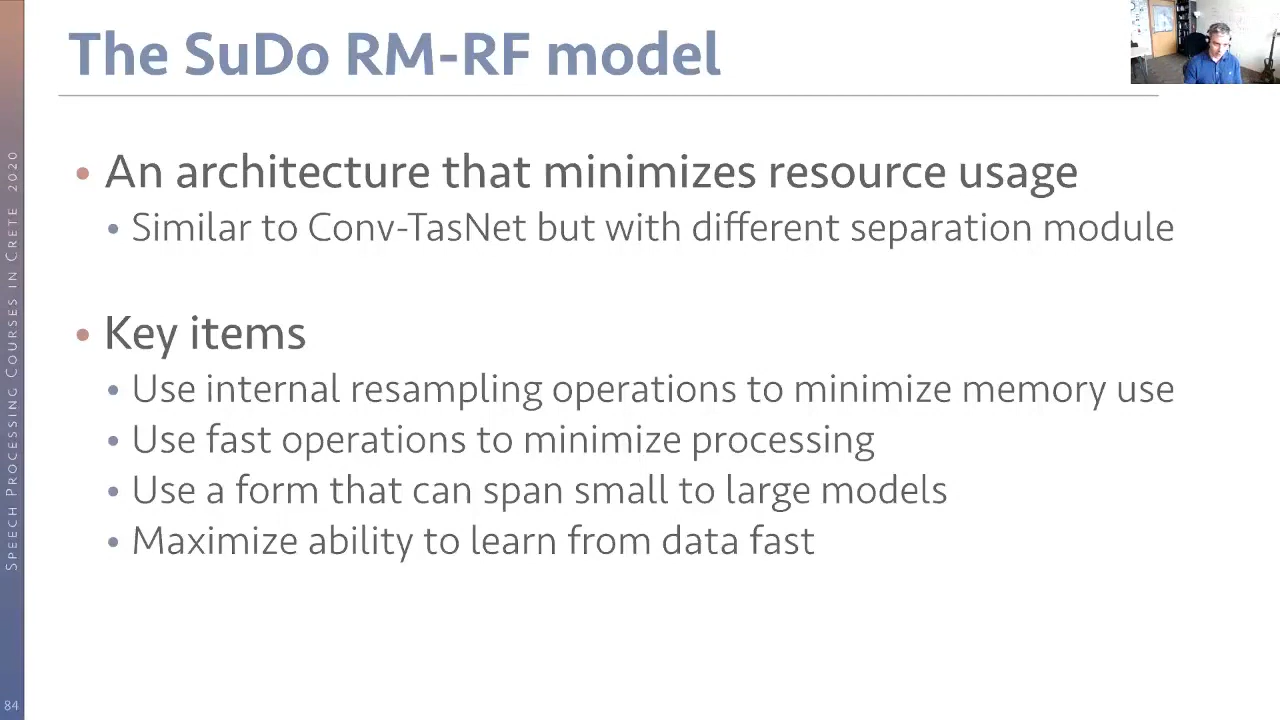 The SuDo RM-RF model
• An architecture that minimizes resource usage
• Similar to Conv-TasNet but with different separation module
• Key items
• Use internal resampling operations to minimize memory use
• Use fast operations to minimize processing
• Use a form that can span small to large models
• Maximize ability to learn from data fast
Speech Processing Courses in Crete 2020
84